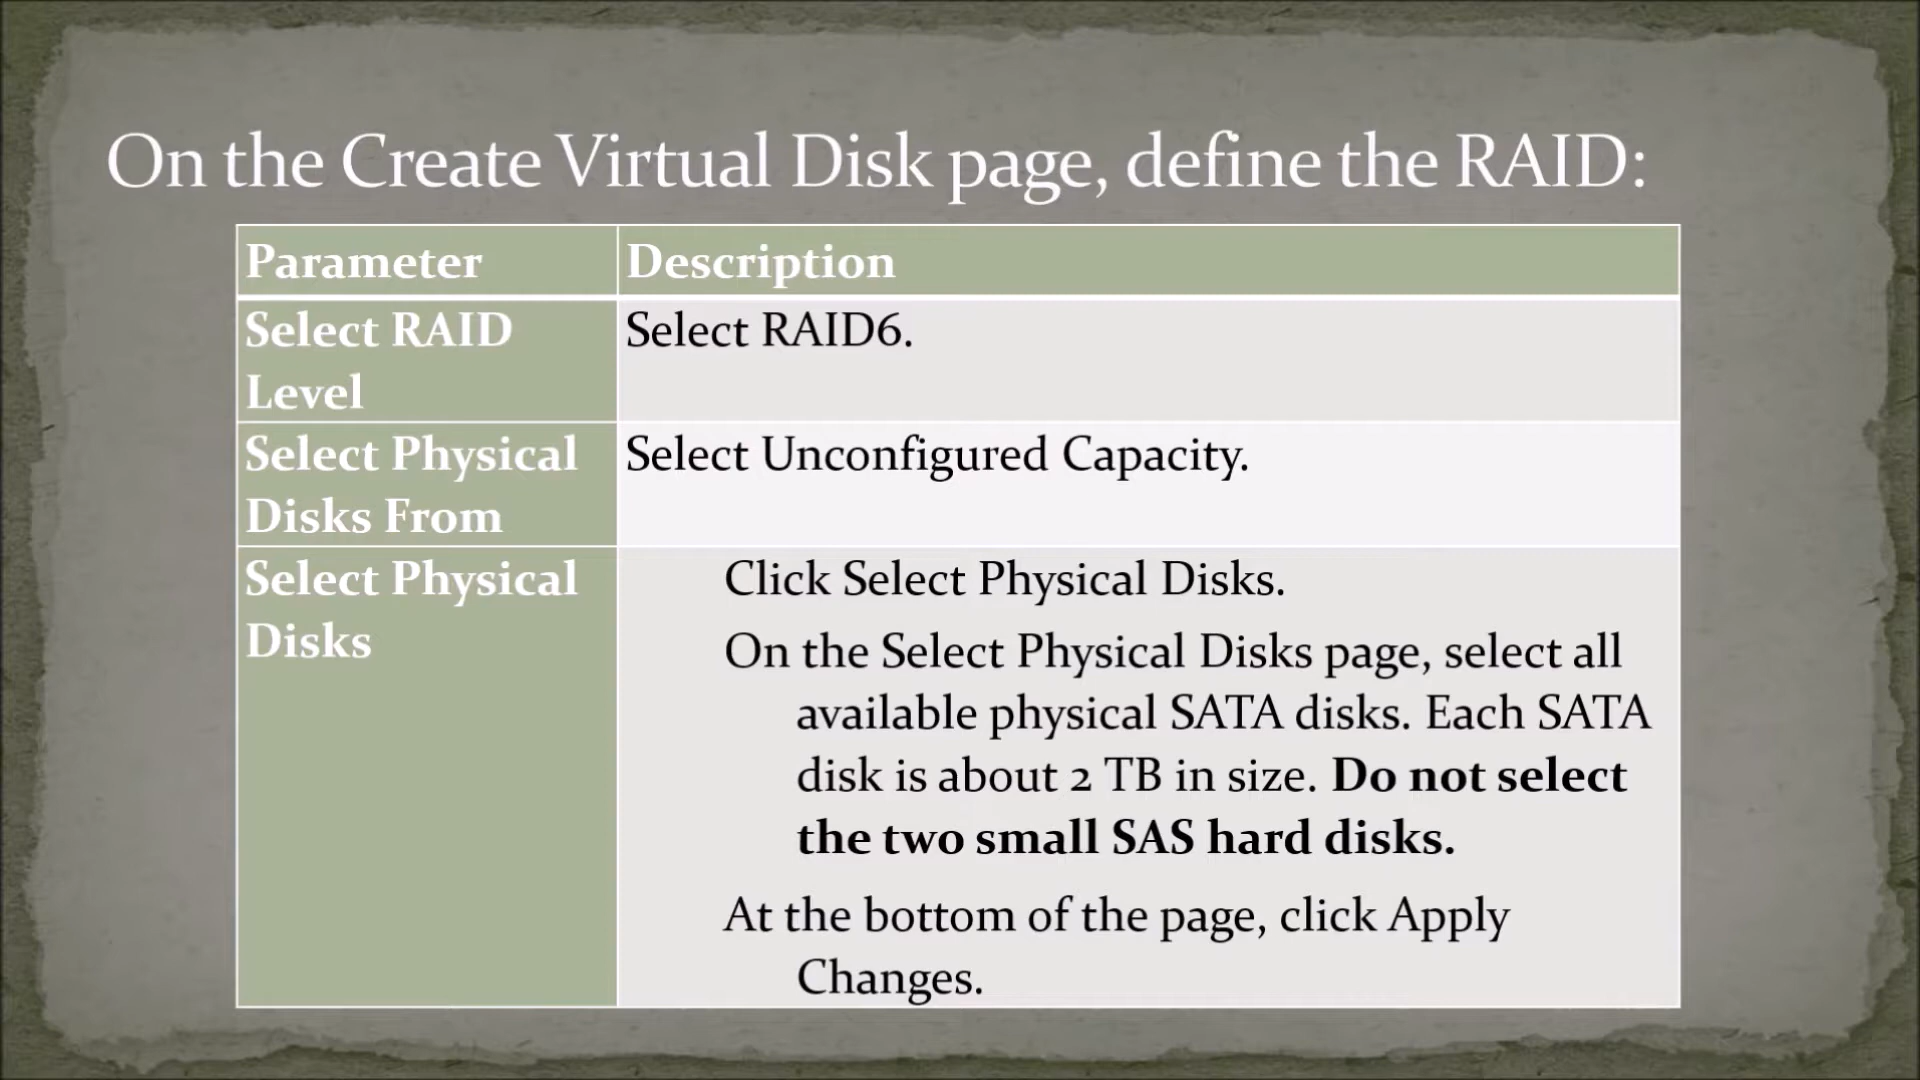 On the Create Virtual Disk page, define the RAID:
Parameter
Description
Select RAID
Level
Select RAID6.
Select Physical
Disks From
Select Unconfigured Capacity.
Select Physical
Disks
Click Select Physical Disks.
On the Select Physical Disks page, select all
available physical SATA disks. Each SATA
disk is about 2 TB in size. Do not select
the two small SAS hard disks.
At the bottom of the page, click Apply
Changes.